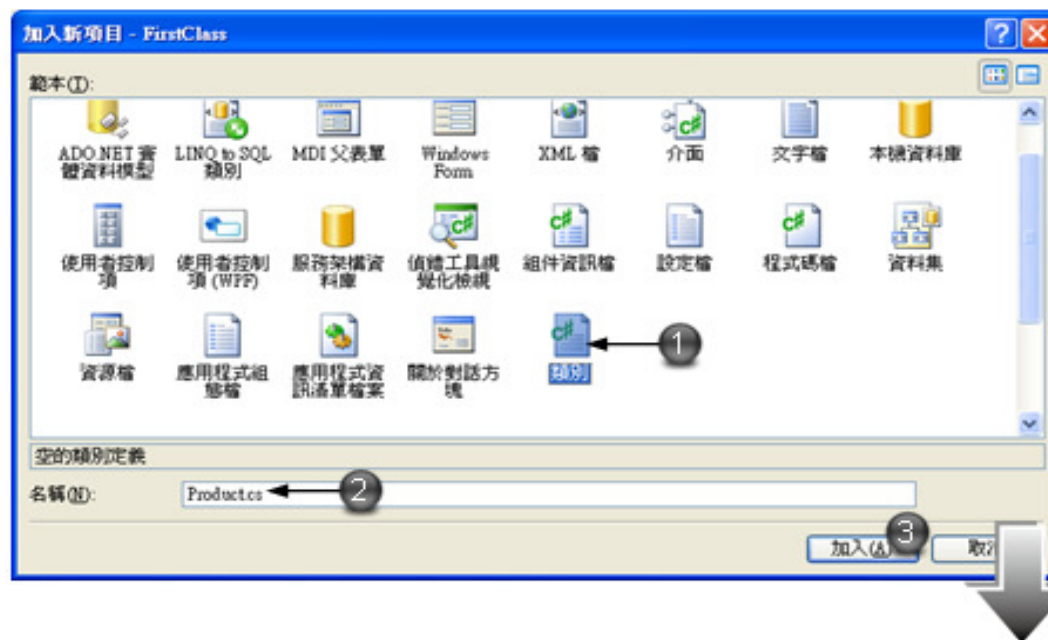 加入新項目 - FirstClass
範本(T):
ADO.NET 實
體資料模型
LINQ to SQL
類別
MDI 父表單
Windows
Form
XML 檔
介面
文字檔
本機資料庫
使用者控制
項
使用者控制
項 (WPF)
服務架構資
料庫
偵錯工具視
覺化檢視
組件資訊檔
設定檔
程式碼檔
資料集
資源檔
應用程式組
態檔
應用程式資
訊清單檔案
關於對話方
塊
類別
1
空的類別定義
名稱(N):
Product.cs
2
加入(A)
3